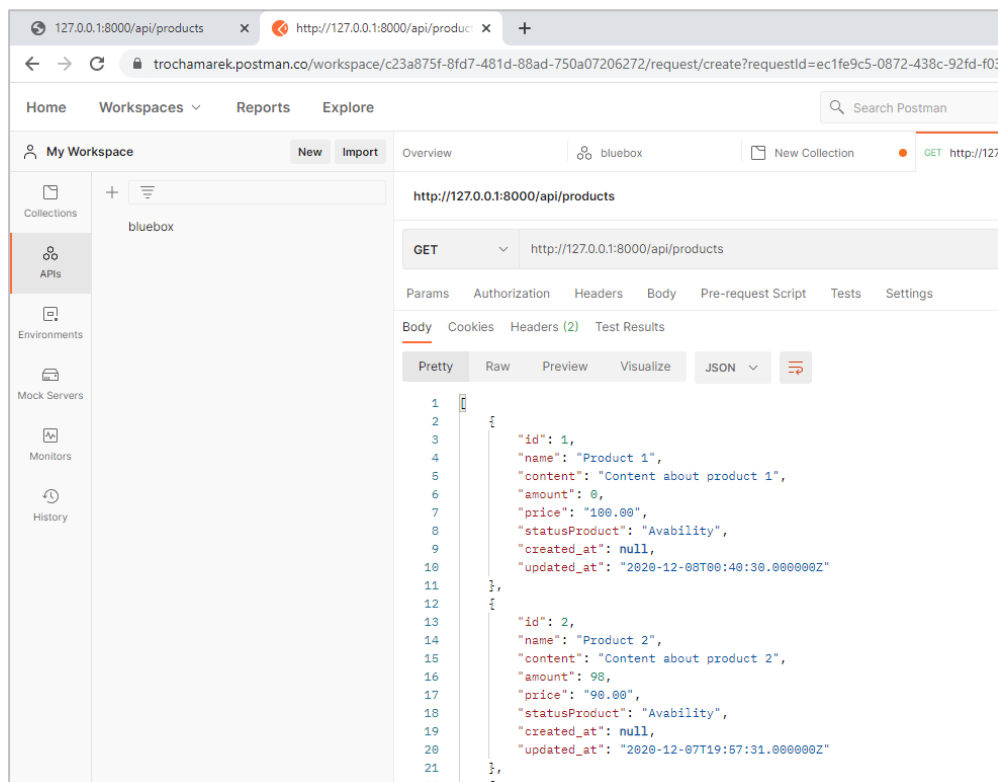 127.0.0.1:8000/api/products
http://127.0.0.1:8000/api/produc
trochamarek.postman.co/workspace/c23a875f-8fd7-481d-88ad-750a07206272/request/create?requestId=ec1fe9c5-0872-438c-92fd-f03
Home Workspaces Reports Explore Search Postman
My Workspace New Import Overview bluebox New Collection GET http://127
Collections
bluebox
APIs
Environments
Mock Servers
Monitors
History
http://127.0.0.1:8000/api/products
GET http://127.0.0.1:8000/api/products
Params Authorization Headers Body Pre-request Script Tests Settings
Body Cookies Headers (2) Test Results
Pretty Raw Preview Visualize JSON
1 [
2 {
3 "id": 1,
4 "name": "Product 1",
5 "content": "Content about product 1",
6 "amount": 0,
7 "price": "100.00",
8 "statusProduct": "Avability",
9 "created_at": null,
10 "updated_at": "2020-12-08T00:40:30.000000Z"
11 },
12 {
13 "id": 2,
14 "name": "Product 2",
15 "content": "Content about product 2",
16 "amount": 98,
17 "price": "90.00",
18 "statusProduct": "Avability",
19 "created_at": null,
20 "updated_at": "2020-12-07T19:57:31.000000Z"
21 },